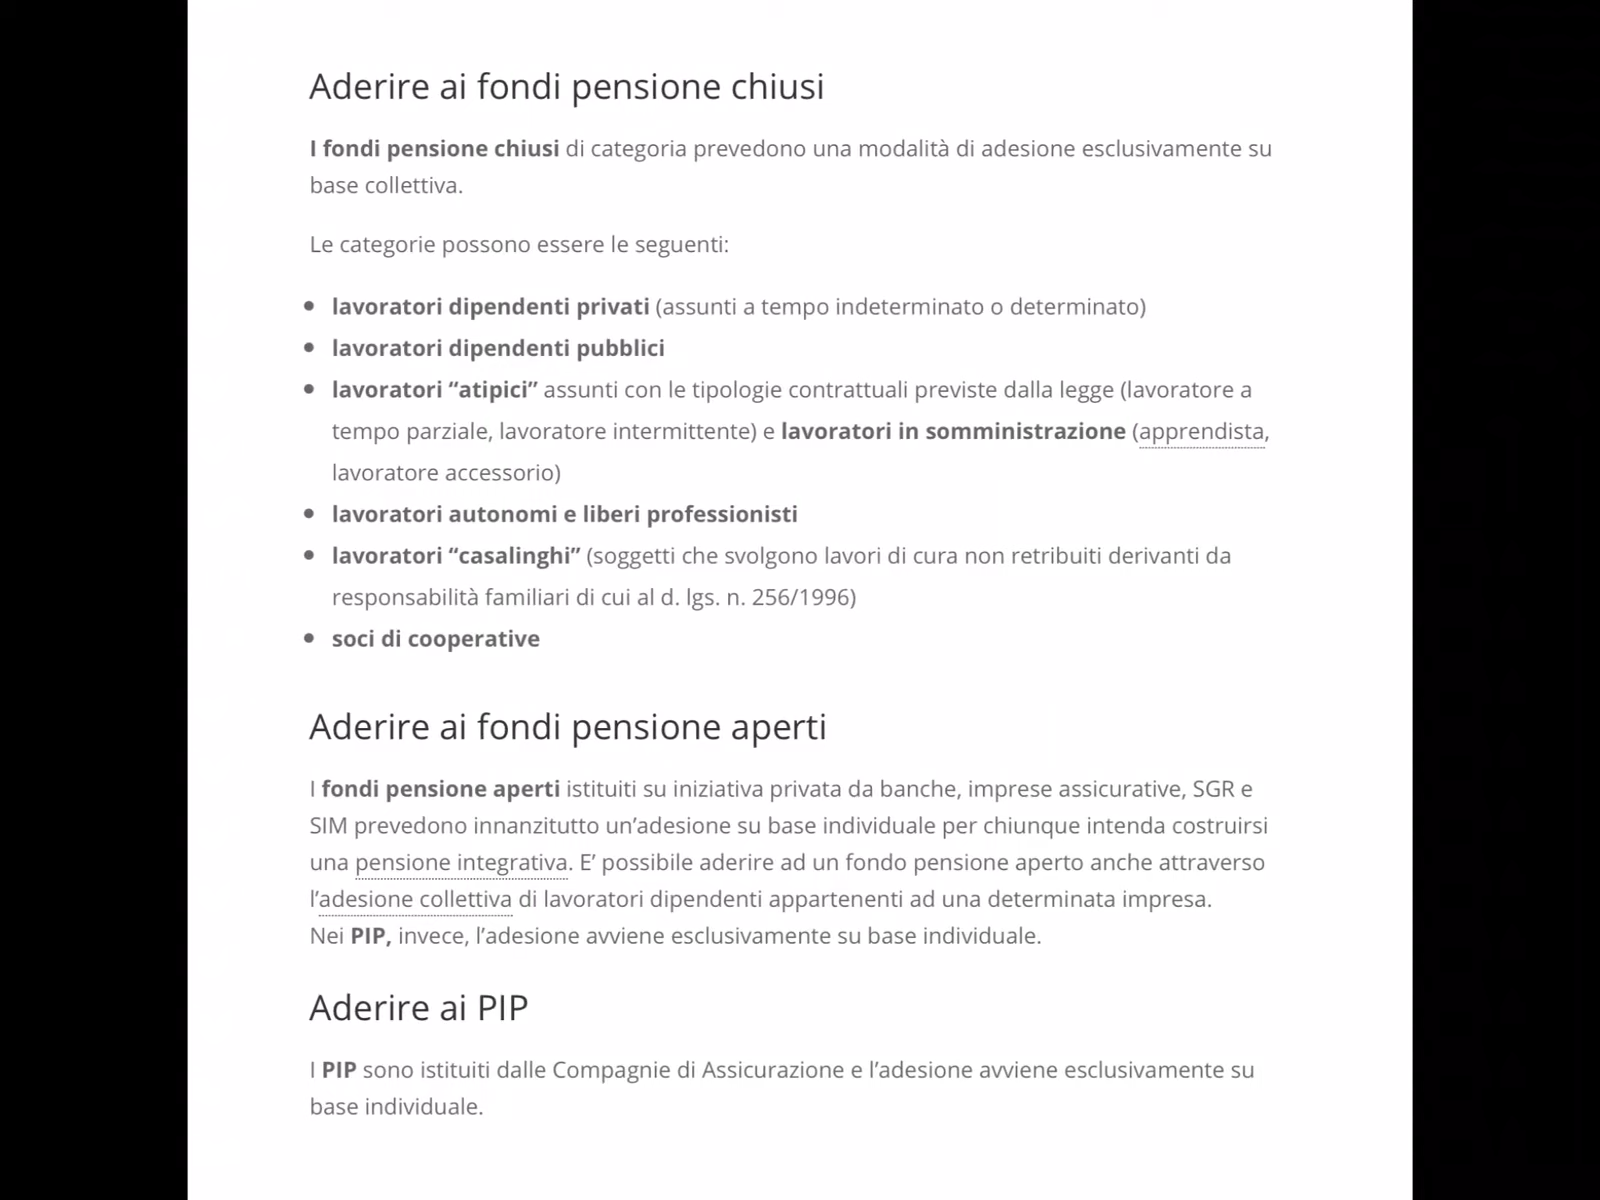 Aderire ai fondi pensione chiusi
I fondi pensione chiusi di categoria prevedono una modalità di adesione esclusivamente su
base collettiva.
Le categorie possono essere le seguenti:
• lavoratori dipendenti privati (assunti a tempo indeterminato o determinato)
• lavoratori dipendenti pubblici
• lavoratori “atipici” assunti con le tipologie contrattuali previste dalla legge (lavoratore a
tempo parziale, lavoratore intermittente) e lavoratori in somministrazione (apprendista,
lavoratore accessorio)
• lavoratori autonomi e liberi professionisti
• lavoratori “casalinghi” (soggetti che svolgono lavori di cura non retribuiti derivanti da
responsabilità familiari di cui al d. lgs. n. 256/1996)
• soci di cooperative
Aderire ai fondi pensione aperti
I fondi pensione aperti istituiti su iniziativa privata da banche, imprese assicurative, SGR e
SIM prevedono innanzitutto un’adesione su base individuale per chiunque intenda costruirsi
una pensione integrativa. E’ possibile aderire ad un fondo pensione aperto anche attraverso
l’adesione collettiva di lavoratori dipendenti appartenenti ad una determinata impresa.
Nei PIP, invece, l’adesione avviene esclusivamente su base individuale.
Aderire ai PIP
I PIP sono istituiti dalle Compagnie di Assicurazione e l’adesione avviene esclusivamente su
base individuale.